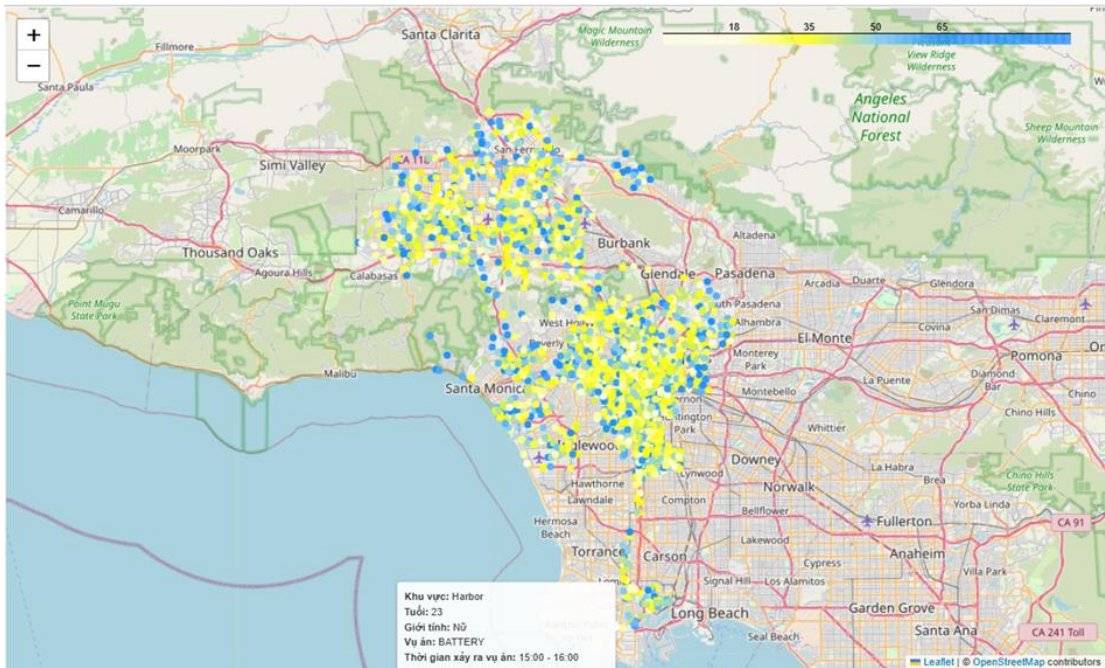 +
−
18 35 50 65
Santa Clarita
Magic Mountain
Wilderness
Fillmore
View Ridge
Wilderness
Santa Paula
Angeles
National
Forest
Sheep Mountain
Wilderness
Moorpark
Simi Valley
CA 118
San Fernando
Camarillo
Thousand Oaks
Agoura Hills
Calabasas
Burbank
Altadena
Glendale
Pasadena
Point Mugu
State Park
Arcadia
Duarte
Glendora
South Pasadena
San Dimas
Claremont
West Holly
Alhambra
Beverly
Monterey
Park
El Monte
Covina
Pomona
Malibu
Santa Monica
Montebello
La Puente
Diamond
Bar
Chino
Huntington
Park
Whittier
Chino Hills
Inglewood
Downey
La Habra
Chino Hills
State Park
Lynwood
Hawthorne
Norwalk
Brea
Lawndale
Compton
Yorba Linda
Hermosa
Beach
Bellflower
Fullerton
CA 91
Lakewood
Torrance
Carson
Cypress
Anaheim
Villa Park
Signal Hill
Los Alamitos
Long Beach
Garden Grove
Santa Ana
CA 241 Toll
Seal Beach
Khu vực: Harbor
Tuổi: 23
Giới tính: Nữ
Vụ án: BATTERY
Thời gian xảy ra vụ án: 15:00 - 16:00
Leaflet | © OpenStreetMap contributors